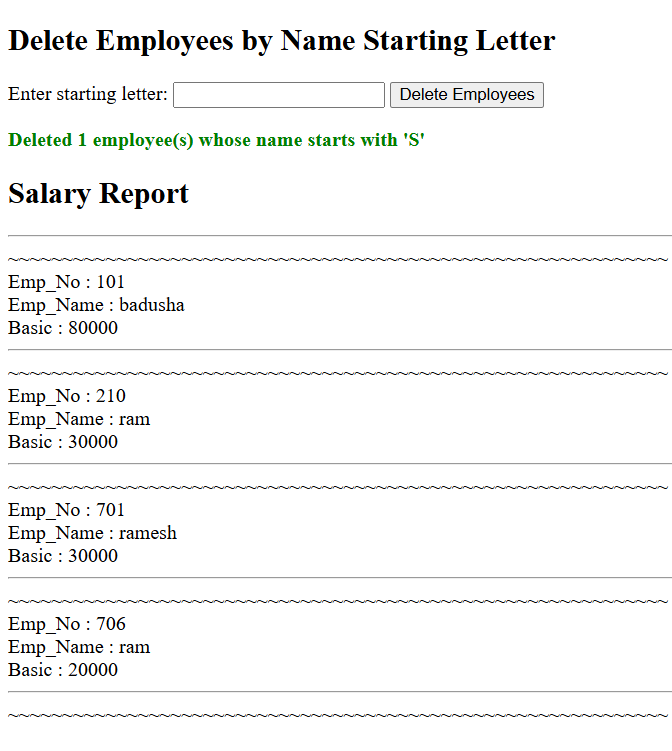 Delete Employees by Name Starting Letter
Enter starting letter: Delete Employees
Deleted 1 employee(s) whose name starts with 'S'
Salary Report
~~~~~~~~~~~~~~~~~~~~~~~~~~~~~~~~~~~~~~~~~~~~~~~~~~~~~~~~~~~~~
Emp_No : 101
Emp_Name : badusha
Basic : 80000
~~~~~~~~~~~~~~~~~~~~~~~~~~~~~~~~~~~~~~~~~~~~~~~~~~~~~~~~~~~~~
Emp_No : 210
Emp_Name : ram
Basic : 30000
~~~~~~~~~~~~~~~~~~~~~~~~~~~~~~~~~~~~~~~~~~~~~~~~~~~~~~~~~~~~~
Emp_No : 701
Emp_Name : ramesh
Basic : 30000
~~~~~~~~~~~~~~~~~~~~~~~~~~~~~~~~~~~~~~~~~~~~~~~~~~~~~~~~~~~~~
Emp_No : 706
Emp_Name : ram
Basic : 20000
~~~~~~~~~~~~~~~~~~~~~~~~~~~~~~~~~~~~~~~~~~~~~~~~~~~~~~~~~~~~~